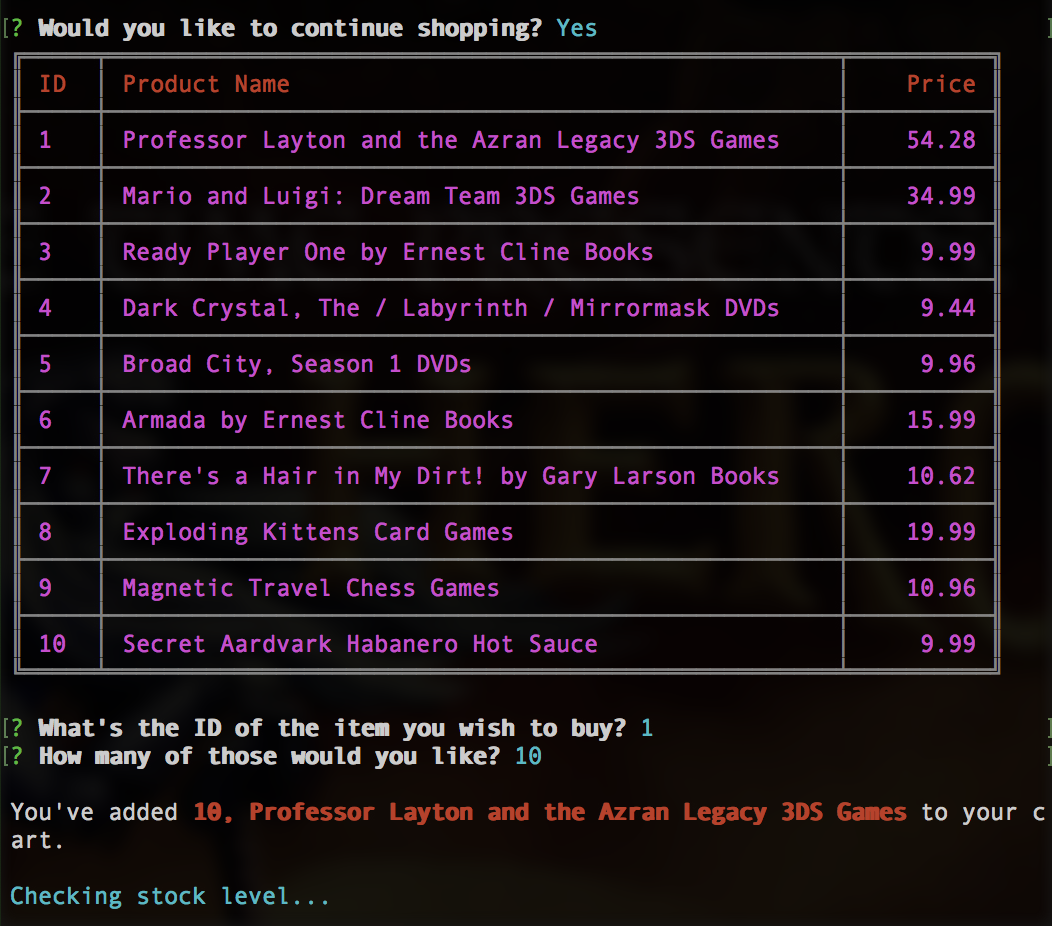 [? Would you like to continue shopping? Yes ]
ID Product Name Price
1 Professor Layton and the Azran Legacy 3DS Games 54.28
2 Mario and Luigi: Dream Team 3DS Games 34.99
3 Ready Player One by Ernest Cline Books 9.99
4 Dark Crystal, The / Labyrinth / Mirrormask DVDs 9.44
5 Broad City, Season 1 DVDs 9.96
6 Armada by Ernest Cline Books 15.99
7 There's a Hair in My Dirt! by Gary Larson Books 10.62
8 Exploding Kittens Card Games 19.99
9 Magnetic Travel Chess Games 10.96
10 Secret Aardvark Habanero Hot Sauce 9.99
[? What's the ID of the item you wish to buy? 1 ]
[? How many of those would you like? 10 ]
You've added 10, Professor Layton and the Azran Legacy 3DS Games to your c
art.
Checking stock level...